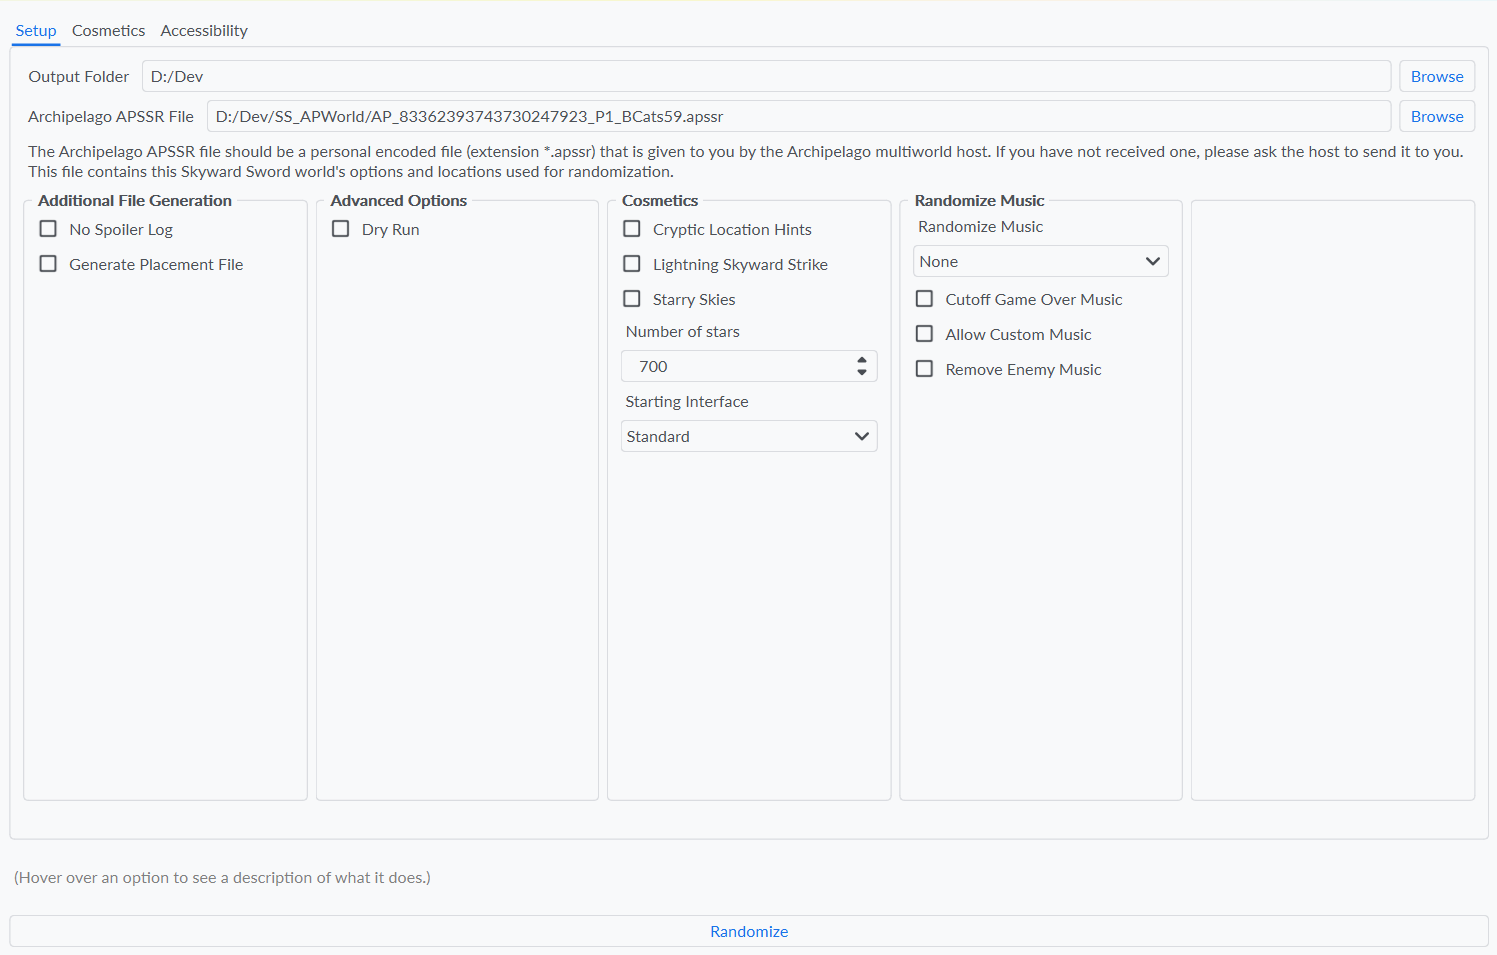 Setup Cosmetics Accessibility
Output Folder D:/Dev Browse
Archipelago APSSR File D:/Dev/SS_APWorld/AP_83362393743730247923_P1_BCats59.apssr Browse
The Archipelago APSSR file should be a personal encoded file (extension *.apssr) that is given to you by the Archipelago multiworld host. If you have not received one, please ask the host to send it to you.
This file contains this Skyward Sword world's options and locations used for randomization.
Additional File Generation
No Spoiler Log
Generate Placement File
Advanced Options
Dry Run
Cosmetics
Cryptic Location Hints
Lightning Skyward Strike
Starry Skies
Number of stars
700
Starting Interface
Standard
Randomize Music
Randomize Music
None
Cutoff Game Over Music
Allow Custom Music
Remove Enemy Music
(Hover over an option to see a description of what it does.)
Randomize